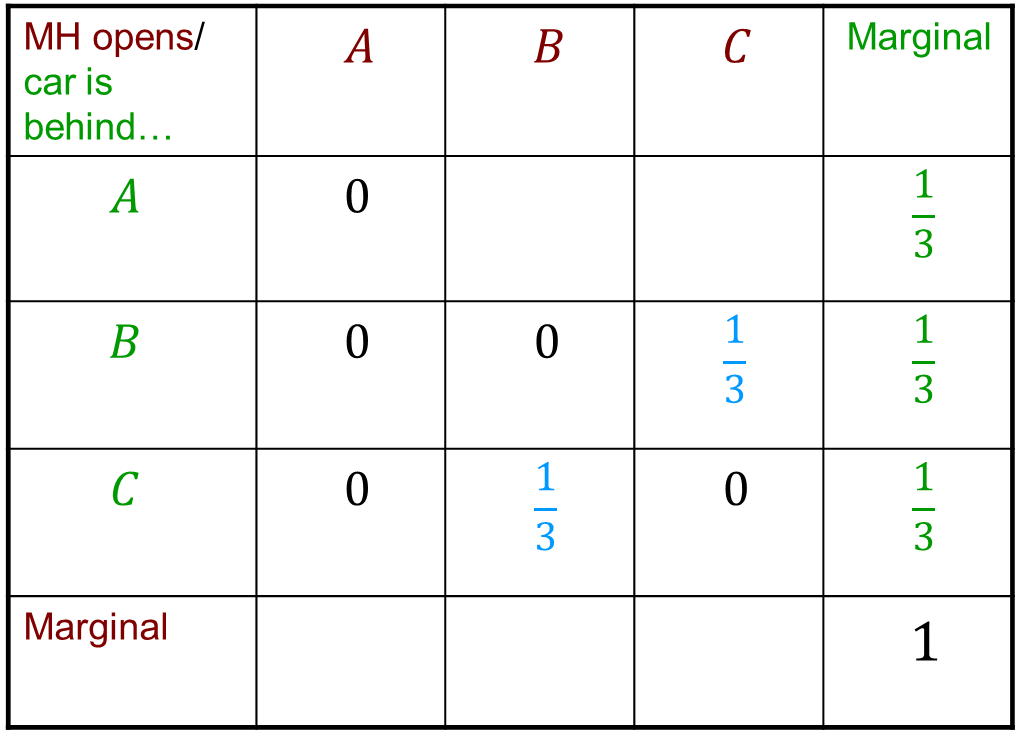 MH opens/ A B C Marginal
car is
behind…
A 0 1/3
B 0 0 1/3 1/3
C 0 1/3 0 1/3
Marginal 1